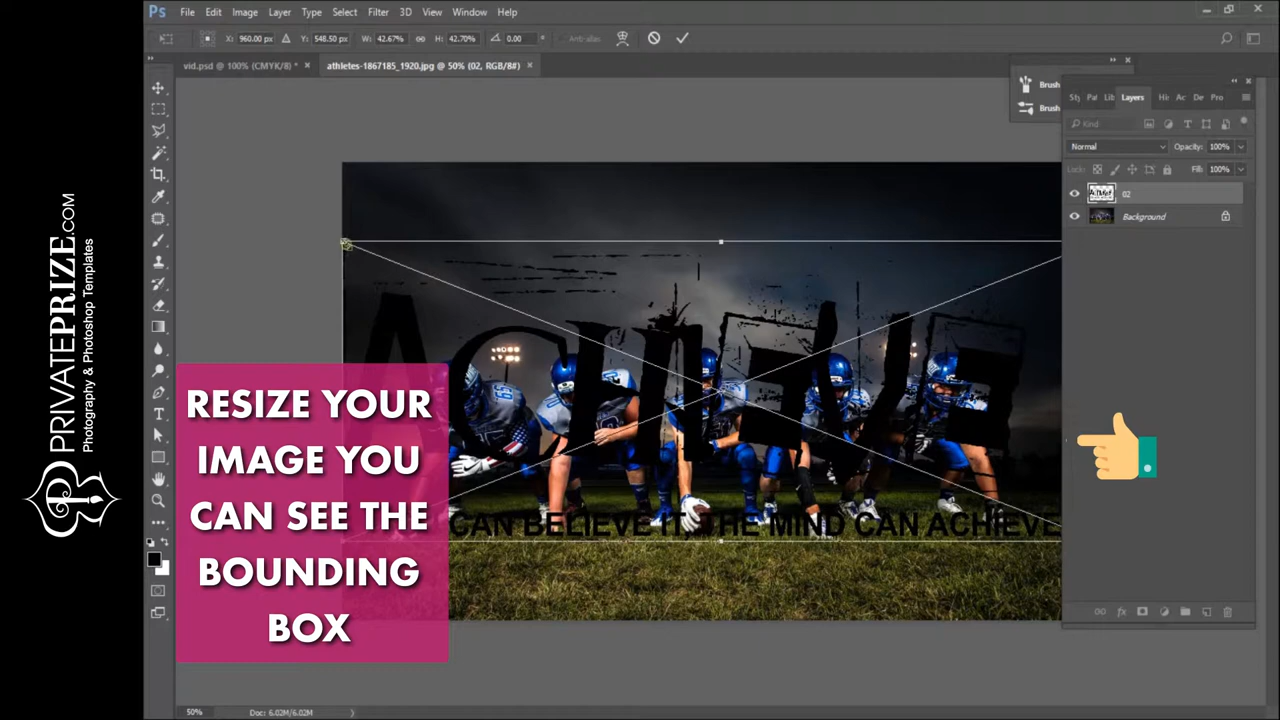 Ps File Edit Image Layer Type Select Filter 3D View Window Help
X: 960.00 px Y: 548.50 px W: 42.67% H: 42.70% 0.00 ° Anti-alias
vid.psd @ 100% (CMYK/8) * × athletes-1867185_1920.jpg @ 50% (02, RGB/8#) ×
Brush
Brush
Layers Hi Ac De Pro
Kind
Normal Opacity: 100%
Lock: Fill: 100%
02
Background
ACHIEVE
CAN BELIEVE IT, THE MIND CAN ACHIEVE
RESIZE YOUR
IMAGE YOU
CAN SEE THE
BOUNDING
BOX
PRIVATEPRIZE.COM
Photography & Photoshop Templates
50% Doc: 6.02M/6.02M